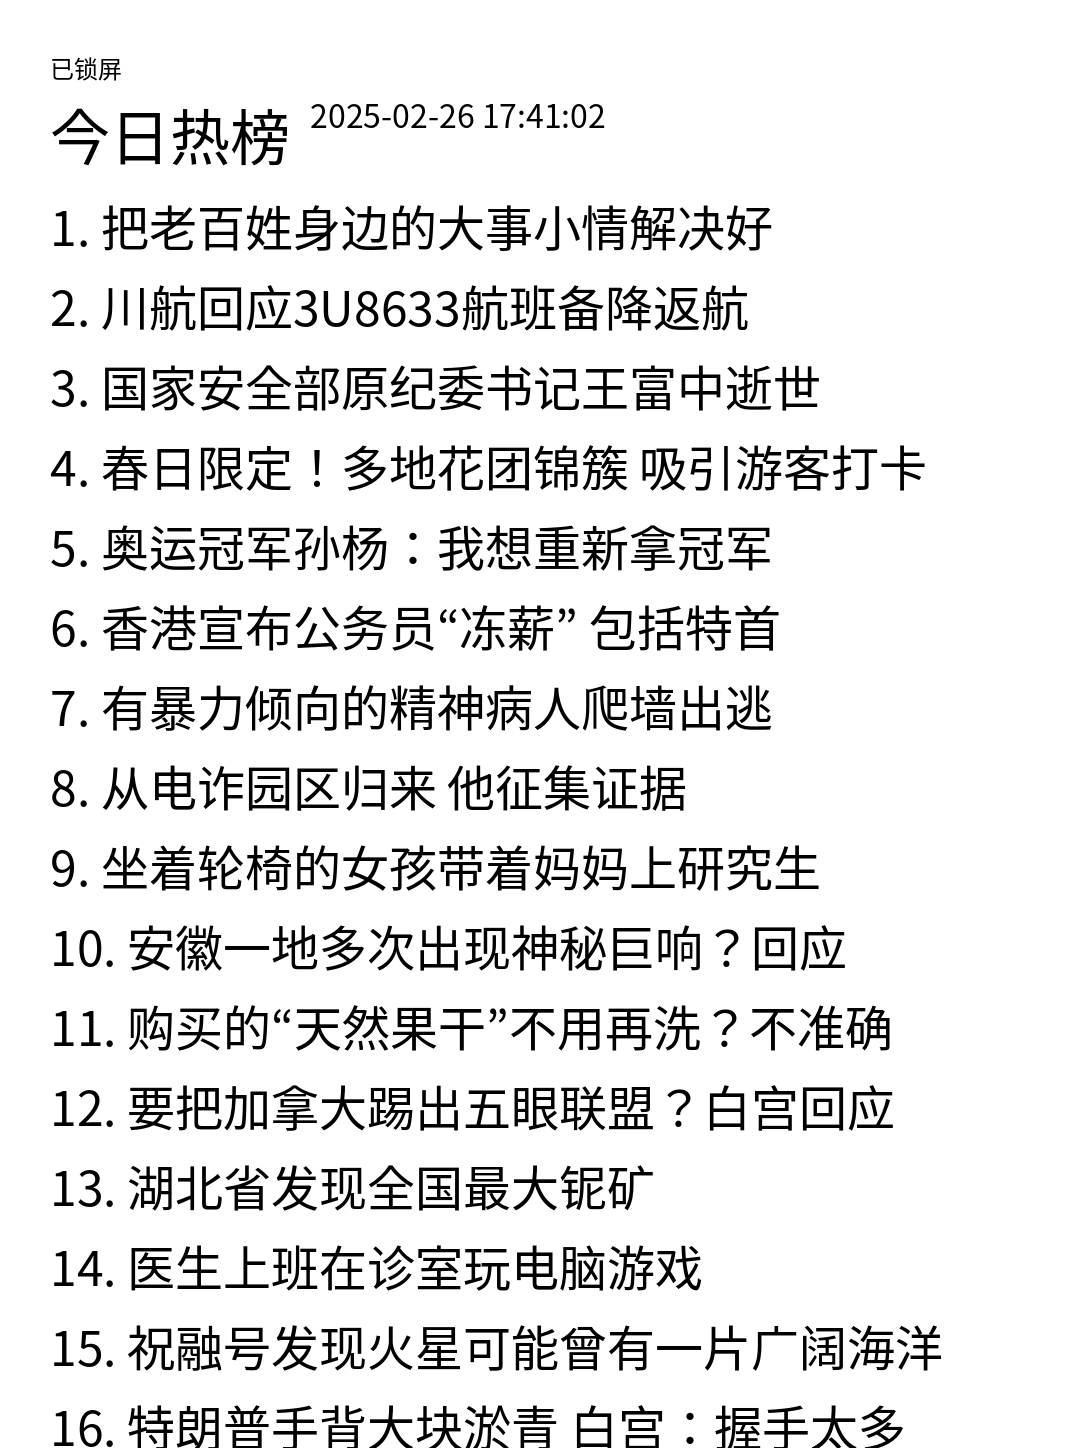 已锁屏
今日热榜 2025-02-26 17:41:02
1. 把老百姓身边的大事小情解决好
2. 川航回应3U8633航班备降返航
3. 国家安全部原纪委书记王富中逝世
4. 春日限定！多地花团锦簇 吸引游客打卡
5. 奥运冠军孙杨：我想重新拿冠军
6. 香港宣布公务员“冻薪” 包括特首
7. 有暴力倾向的精神病人爬墙出逃
8. 从电诈园区归来 他征集证据
9. 坐着轮椅的女孩带着妈妈上研究生
10. 安徽一地多次出现神秘巨响？回应
11. 购买的“天然果干”不用再洗？不准确
12. 要把加拿大踢出五眼联盟？白宫回应
13. 湖北省发现全国最大铌矿
14. 医生上班在诊室玩电脑游戏
15. 祝融号发现火星可能曾有一片广阔海洋
16. 特朗普手背大块淤青 白宫：握手太多